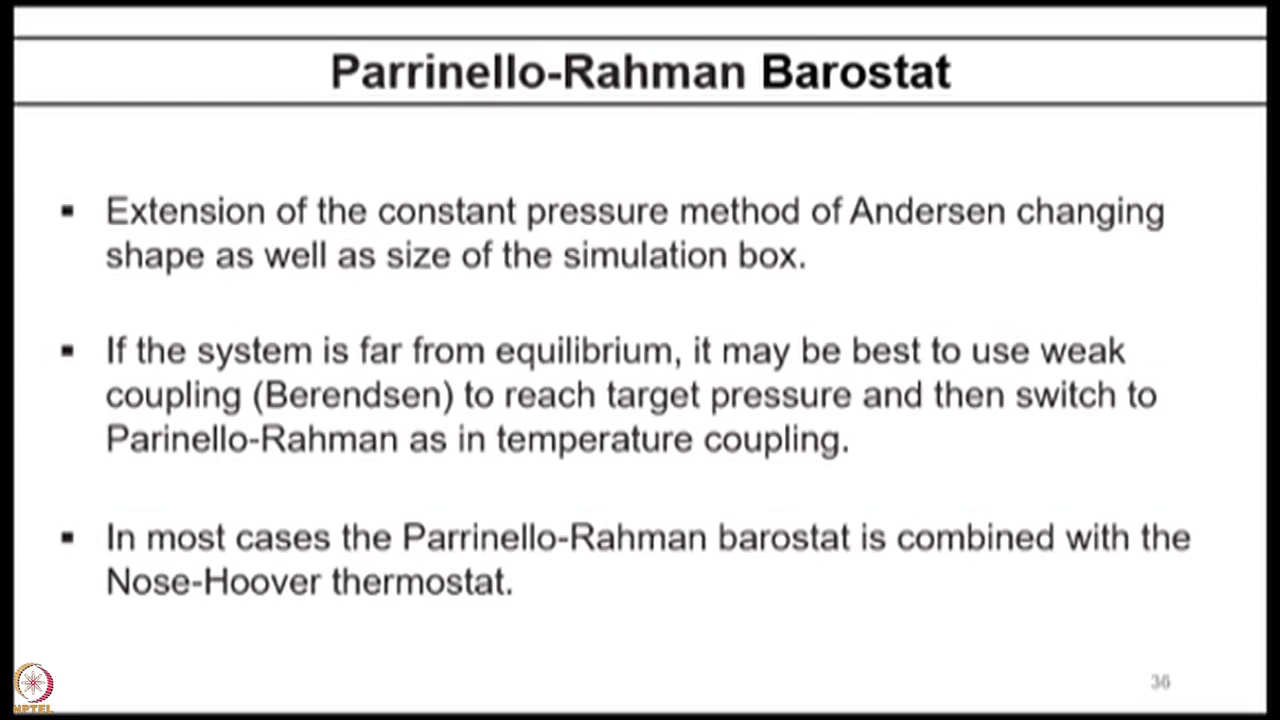 Parrinello-Rahman Barostat
▪ Extension of the constant pressure method of Andersen changing
shape as well as size of the simulation box.
▪ If the system is far from equilibrium, it may be best to use weak
coupling (Berendsen) to reach target pressure and then switch to
Parinello-Rahman as in temperature coupling.
▪ In most cases the Parrinello-Rahman barostat is combined with the
Nose-Hoover thermostat.
36
NPTEL